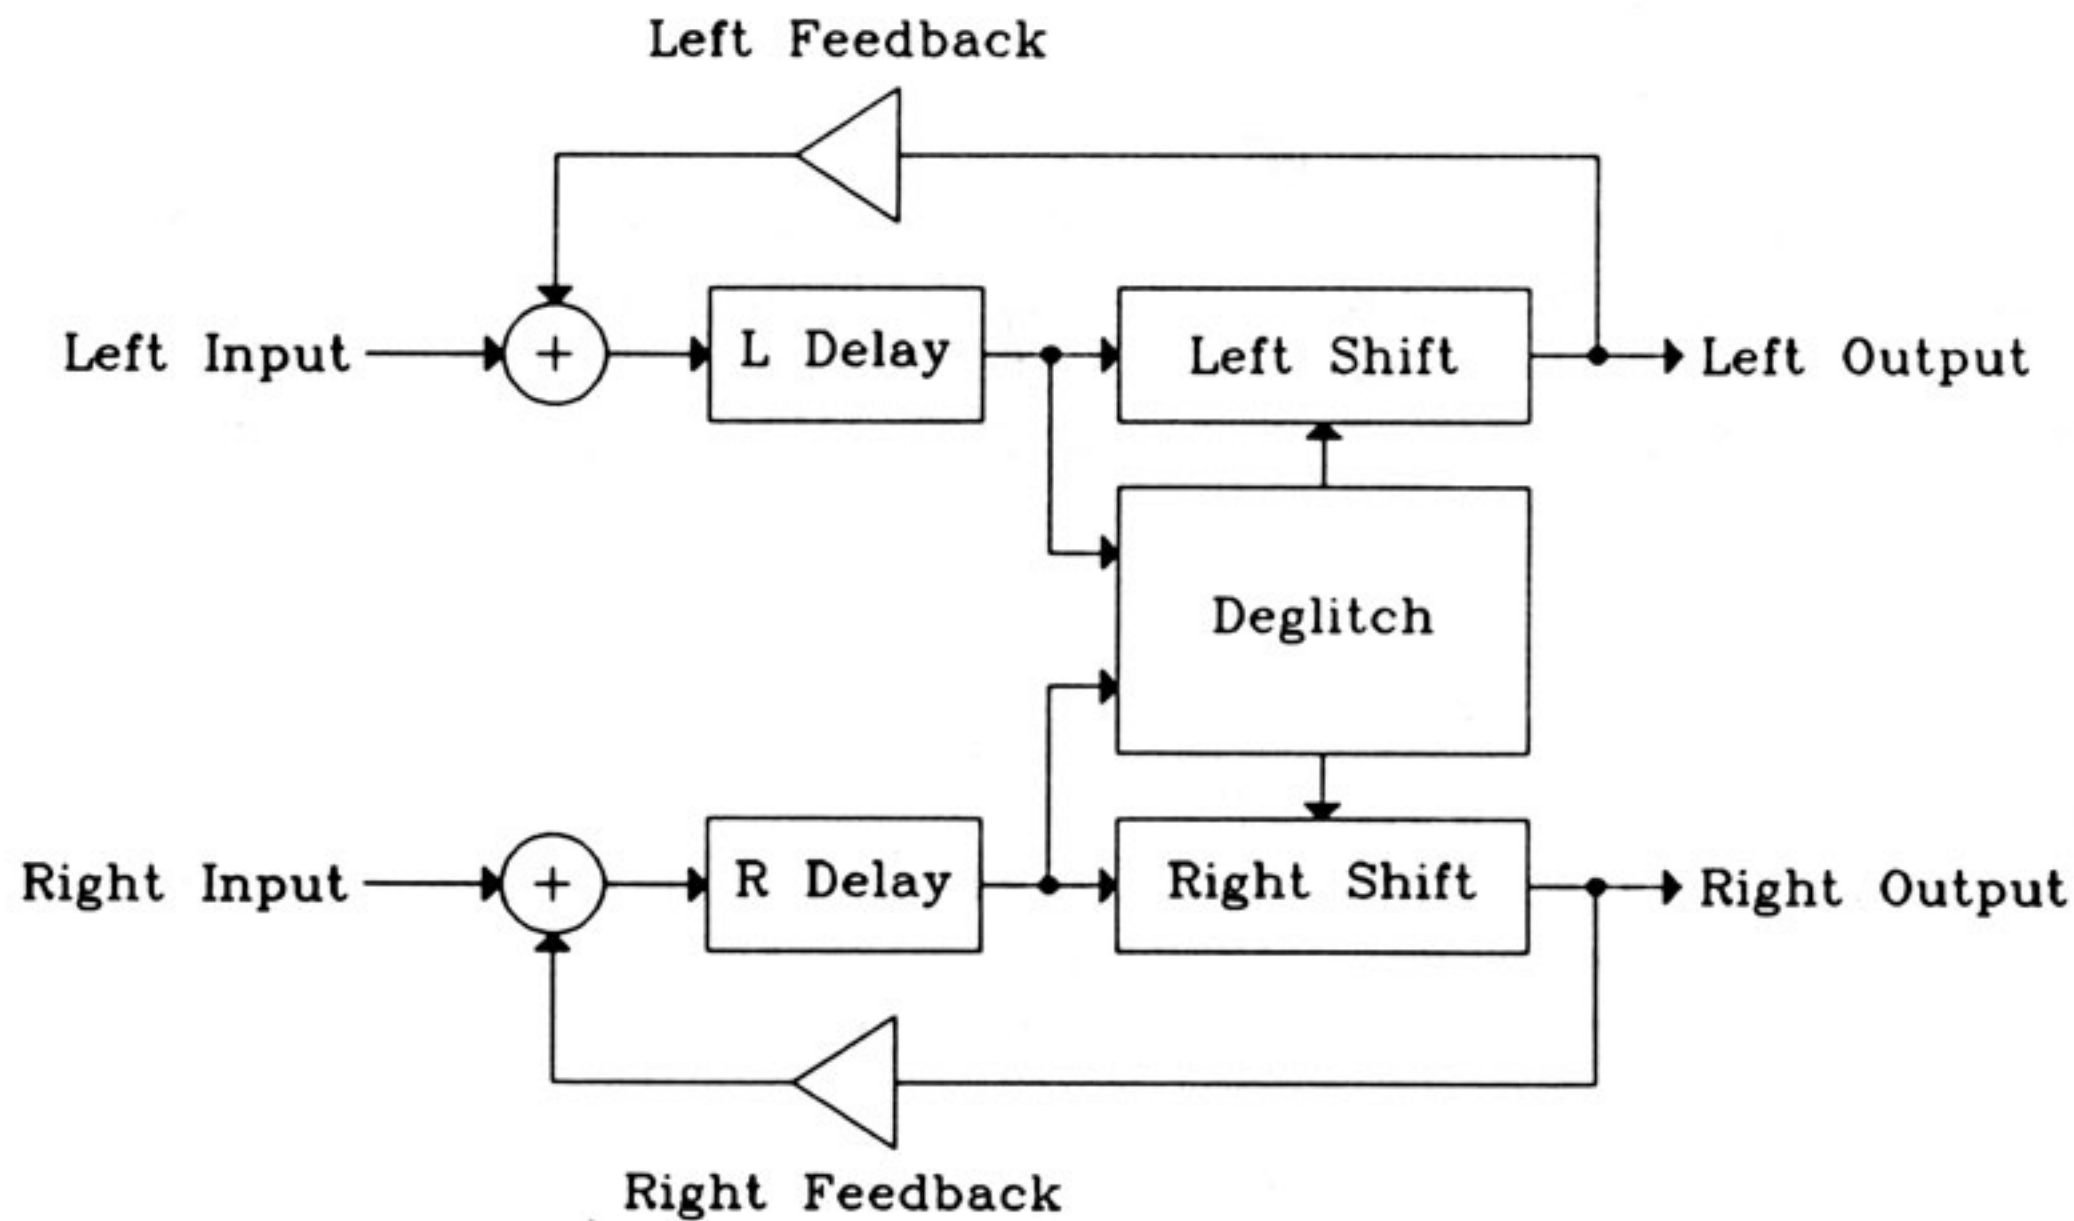 Left Feedback
Left Input
+
L Delay
Left Shift
Left Output
Deglitch
Right Input
+
R Delay
Right Shift
Right Output
Right Feedback